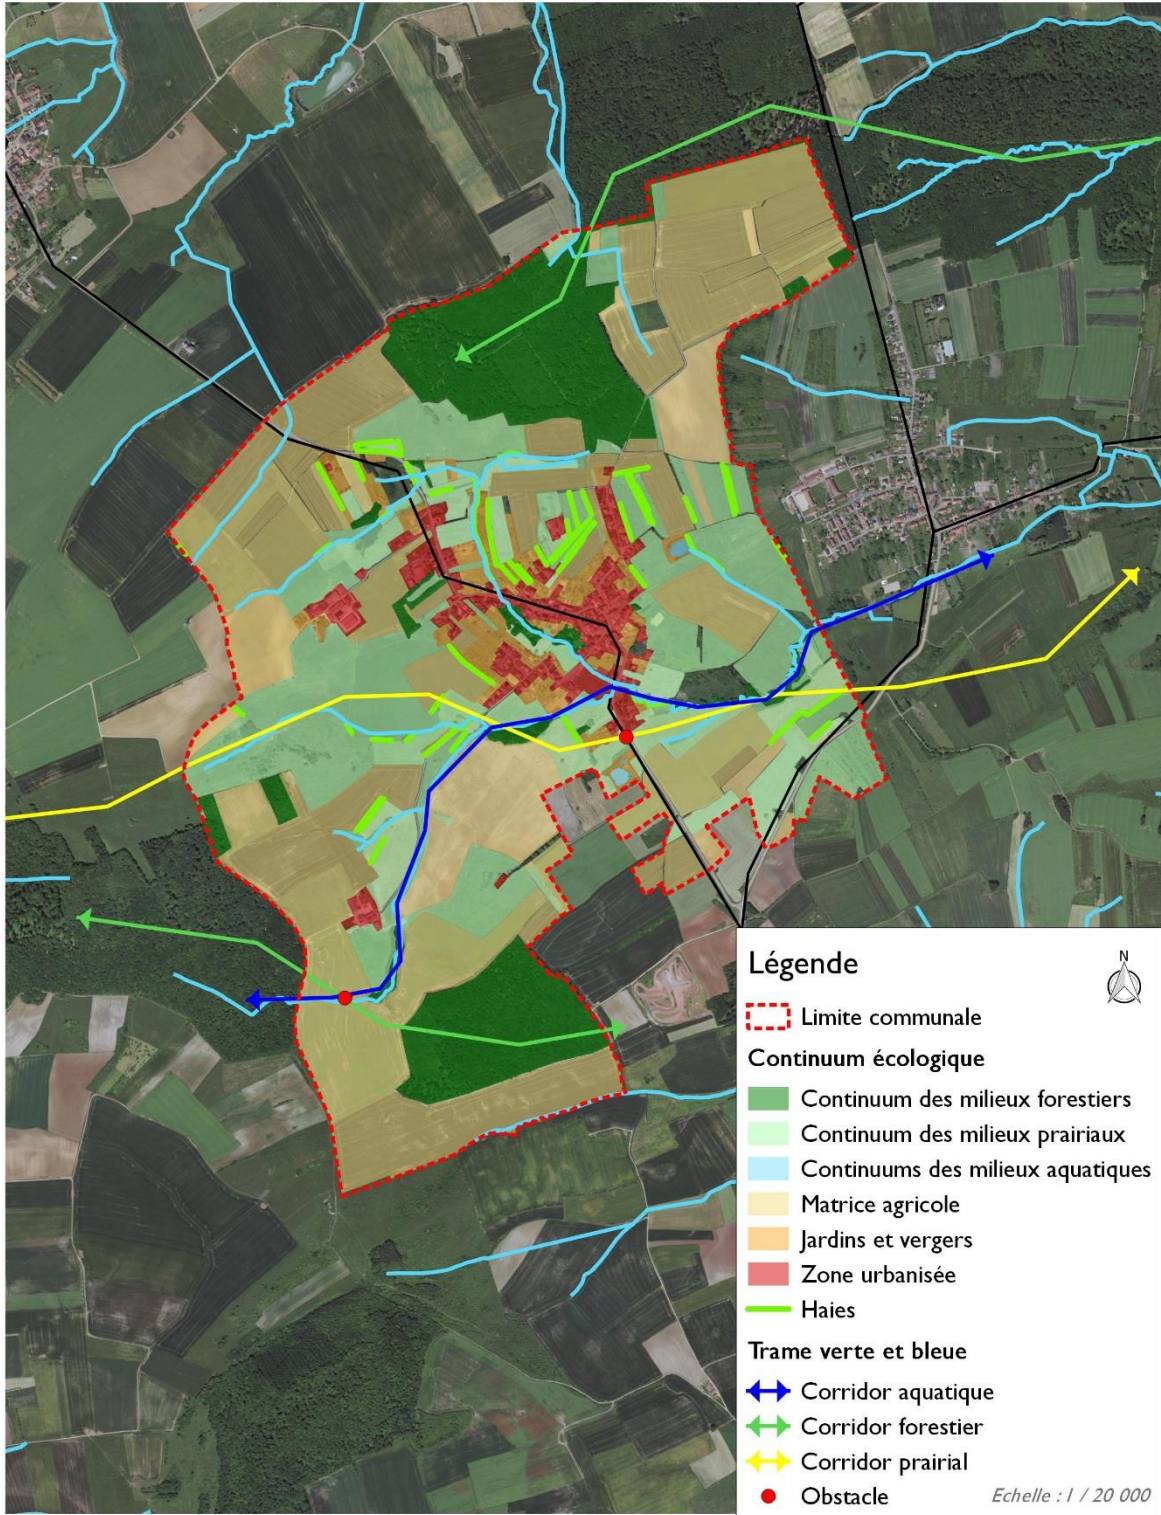 Légende
N
Limite communale
Continuum écologique
Continuum des milieux forestiers
Continuum des milieux prairiaux
Continuums des milieux aquatiques
Matrice agricole
Jardins et vergers
Zone urbanisée
Haies
Trame verte et bleue
Corridor aquatique
Corridor forestier
Corridor prairial
Obstacle
Echelle : 1 / 20 000